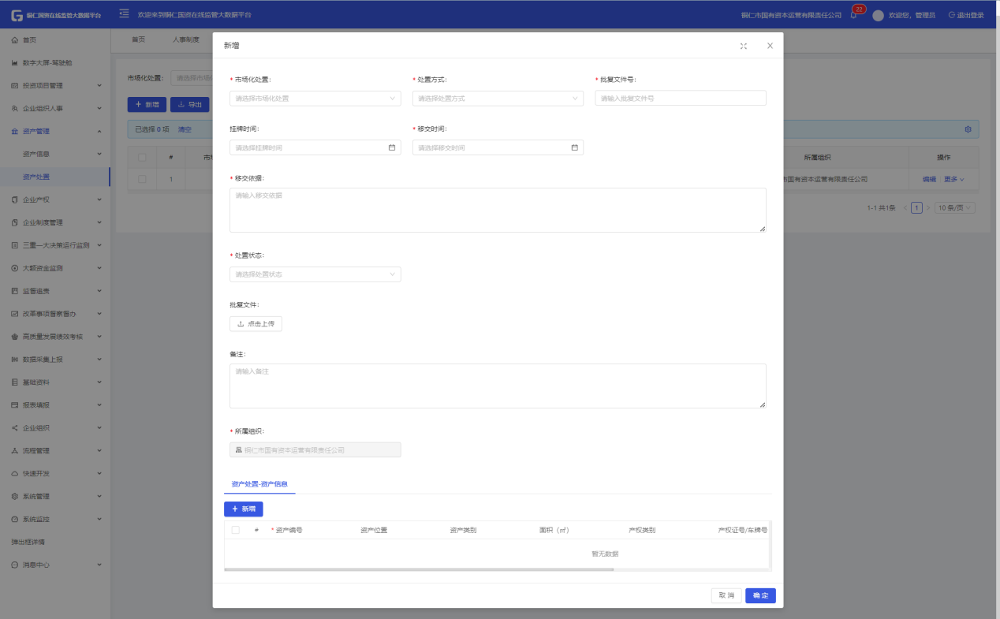 铜仁国资在线监管大数据平台
欢迎来到铜仁国资在线监管大数据平台
铜仁市国有资本运营有限责任公司
22
欢迎您，管理员
退出登录
首页
数字大屏-驾驶舱
投资项目管理
企业组织人事
资产管理
资产信息
资产处置
企业产权
企业制度管理
三重一大决策运行监测
大额资金监测
监督追责
改革事项督察督办
高质量发展绩效考核
数据采集上报
基础资料
报表填报
企业组织
流程管理
快速开发
系统管理
系统监控
弹出框详情
消息中心
首页 人事制度
市场化处置: 请选择市场化
+ 新增 导出
已选择 0 项 清空
# 市
所属组织 操作
1
市国有资本运营有限责任公司 编辑 更多
1-1 共1条 < 1 > 10 条/页
新增
* 市场化处置: * 处置方式: * 批复文件号:
请选择市场化处置 请选择处置方式 请输入批复文件号
挂牌时间: * 移交时间:
请选择挂牌时间 请选择移交时间
* 移交依据:
请输入移交依据
* 处置状态:
请选择处置状态
批复文件:
点击上传
备注:
请输入备注
* 所属组织:
铜仁市国有资本运营有限责任公司
资产处置-资产信息
+ 新增
# * 资产编号 资产位置 资产类别 面积（㎡） 产权类别 产权证号/车牌号
暂无数据
取 消 确 定